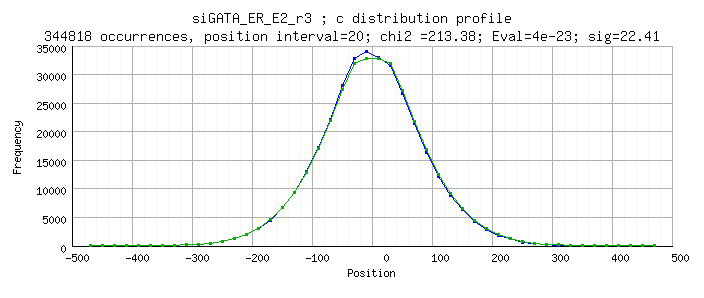 siGATA_ER_E2_r3 ; c distribution profile
344818 occurrences, position interval=20; chi2 =213.38; Eval=4e-23; sig=22.41
35000
30000
25000
20000
15000
10000
5000
0
Frequency
-500 -400 -300 -200 -100 0 100 200 300 400 500
Position